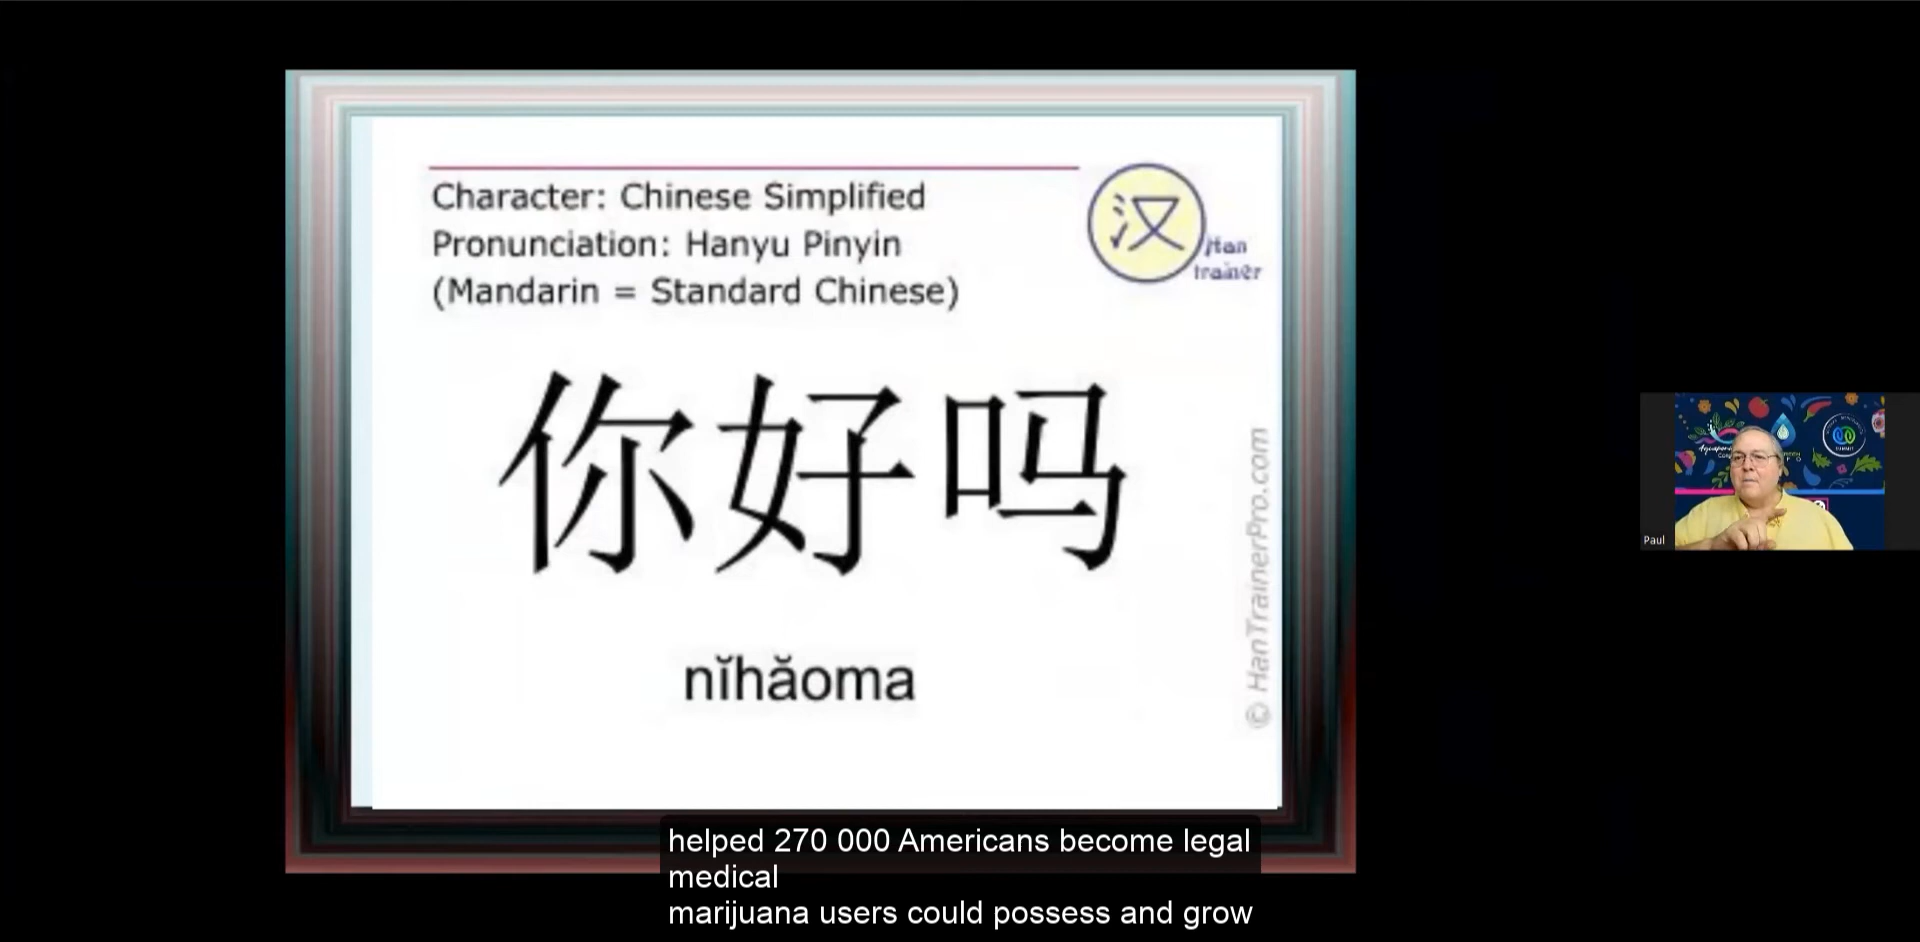 Character: Chinese Simplified
Pronunciation: Hanyu Pinyin
(Mandarin = Standard Chinese)
汉
Han
trainer
你好吗
nĭhăoma
© HanTrainerPro.com
Paul
helped 270 000 Americans become legal
medical
marijuana users could possess and grow